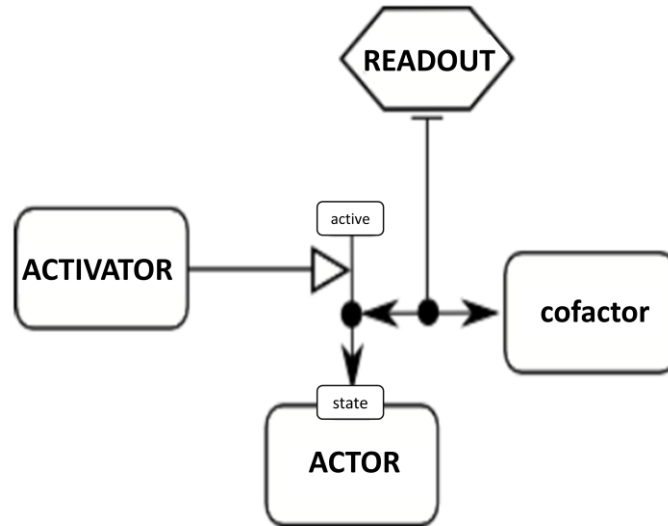 READOUT
active
ACTIVATOR
cofactor
state
ACTOR